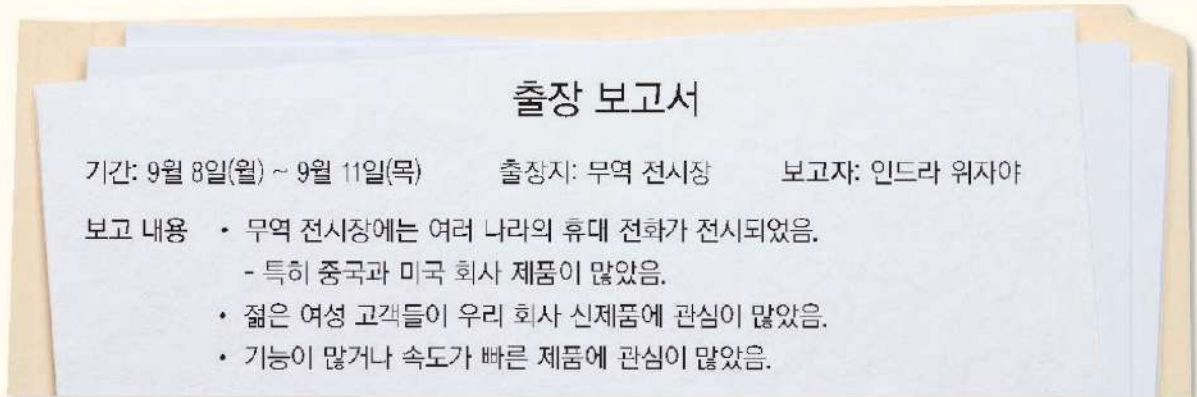 출장 보고서
기간: 9월 8일(월) ~ 9월 11일(목) 출장지: 무역 전시장 보고자: 인드라 위자야
보고 내용 • 무역 전시장에는 여러 나라의 휴대 전화가 전시되었음.
- 특히 중국과 미국 회사 제품이 많았음.
• 젊은 여성 고객들이 우리 회사 신제품에 관심이 많았음.
• 기능이 많거나 속도가 빠른 제품에 관심이 많았음.